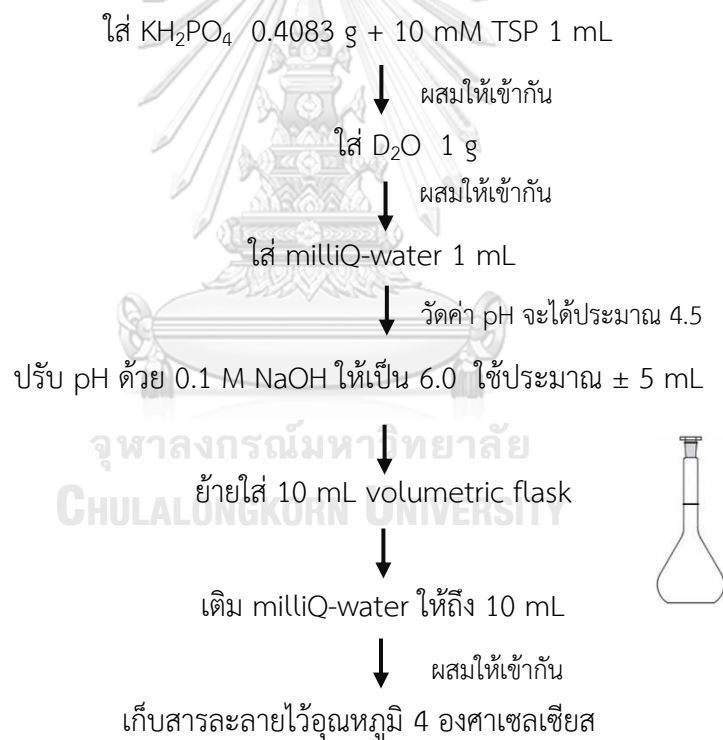 ใส่ KH₂PO₄ 0.4083 g + 10 mM TSP 1 mL
ผสมให้เข้ากัน
ใส่ D₂O 1 g
ผสมให้เข้ากัน
ใส่ milliQ-water 1 mL
วัดค่า pH จะได้ประมาณ 4.5
ปรับ pH ด้วย 0.1 M NaOH ให้เป็น 6.0 ใช้ประมาณ ± 5 mL
จุฬาลงกรณ์มหาวิทยาลัย
ย้ายใส่ 10 mL volumetric flask
CHULALONGKORN UNIVERSITY
เติม milliQ-water ให้ถึง 10 mL
ผสมให้เข้ากัน
เก็บสารละลายไว้อุณหภูมิ 4 องศาเซลเซียส